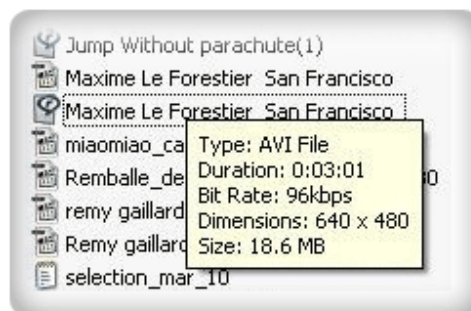 Jump Without parachute(1)
Maxime Le Forestier San Francisco
Maxime Le Forestier San Francisco
miaomiao_ca
Type: AVI File
Remballe_de
Duration: 0:03:01
0
Bit Rate: 96kbps
remy gaillard
Dimensions: 640 x 480
Remy gaillard
Size: 18.6 MB
selection_mar_10